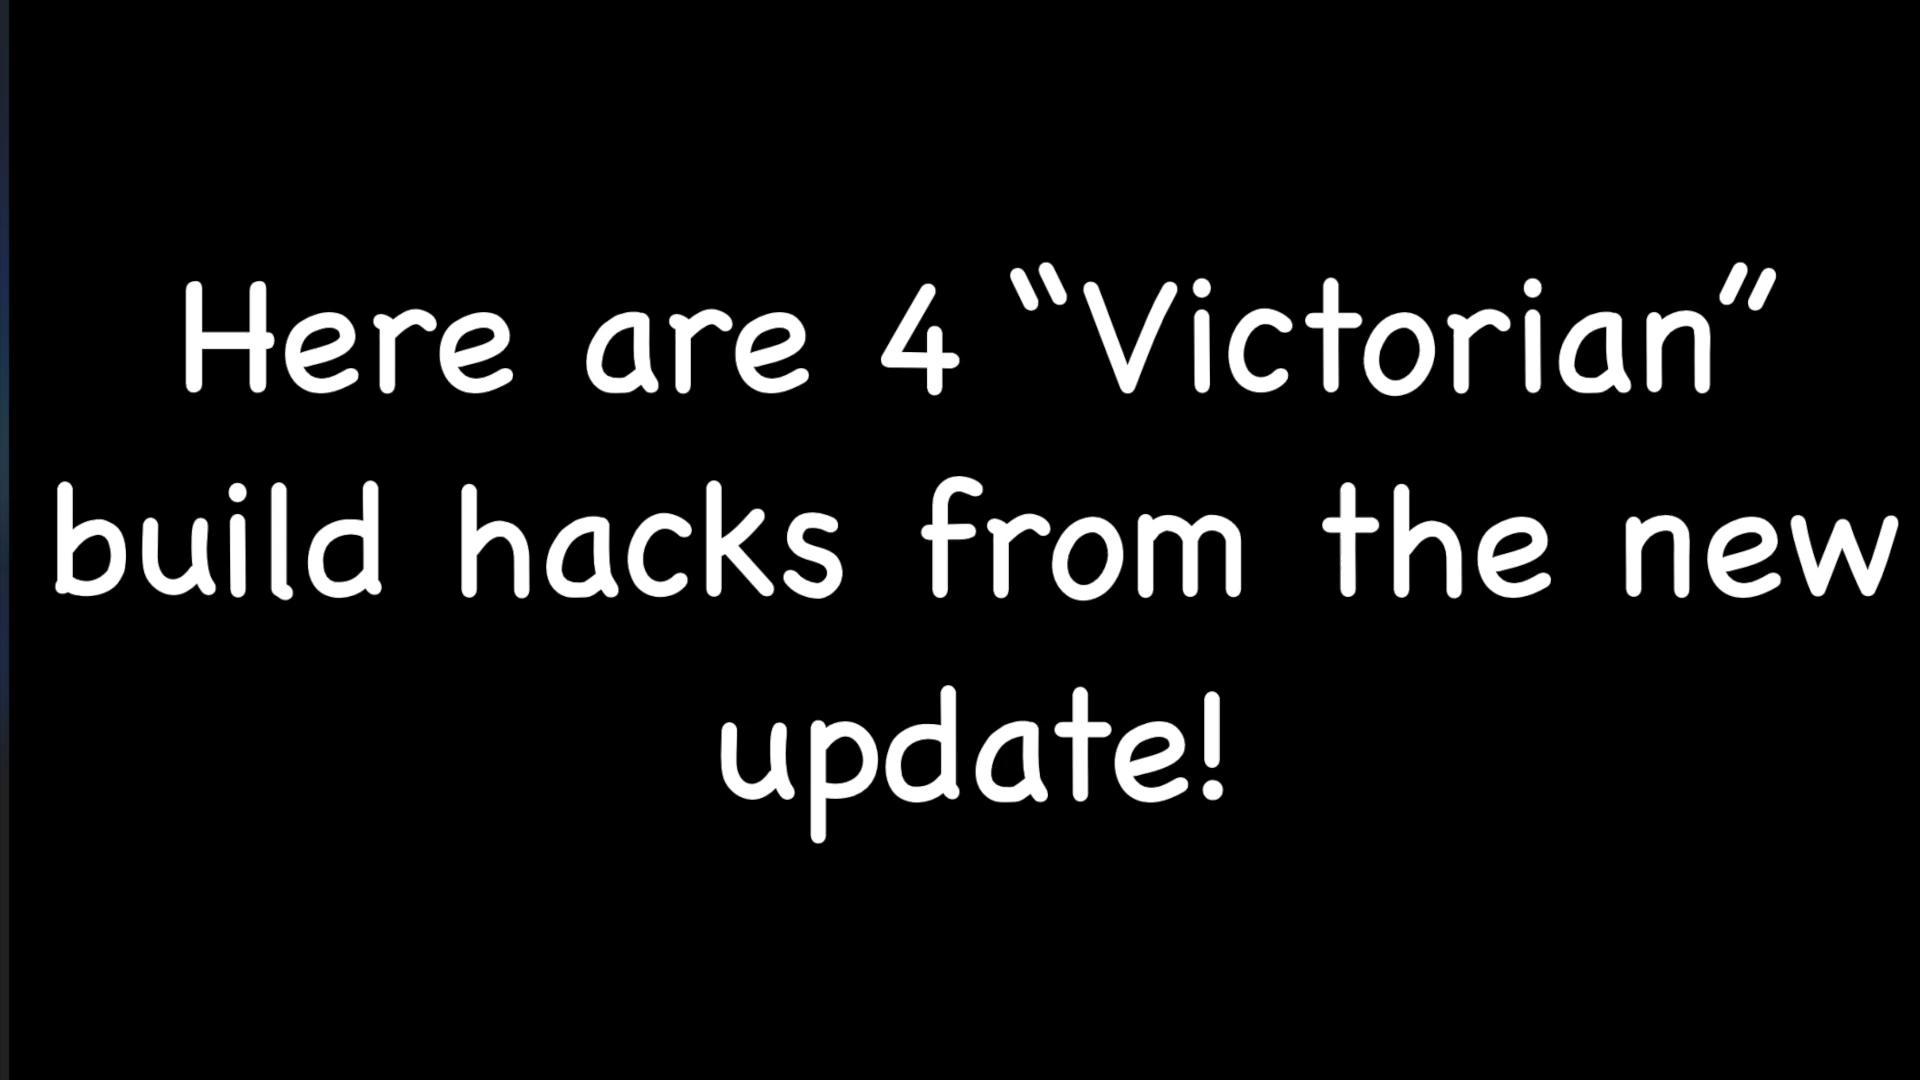 Here are 4 “Victorian”
build hacks from the new
update!